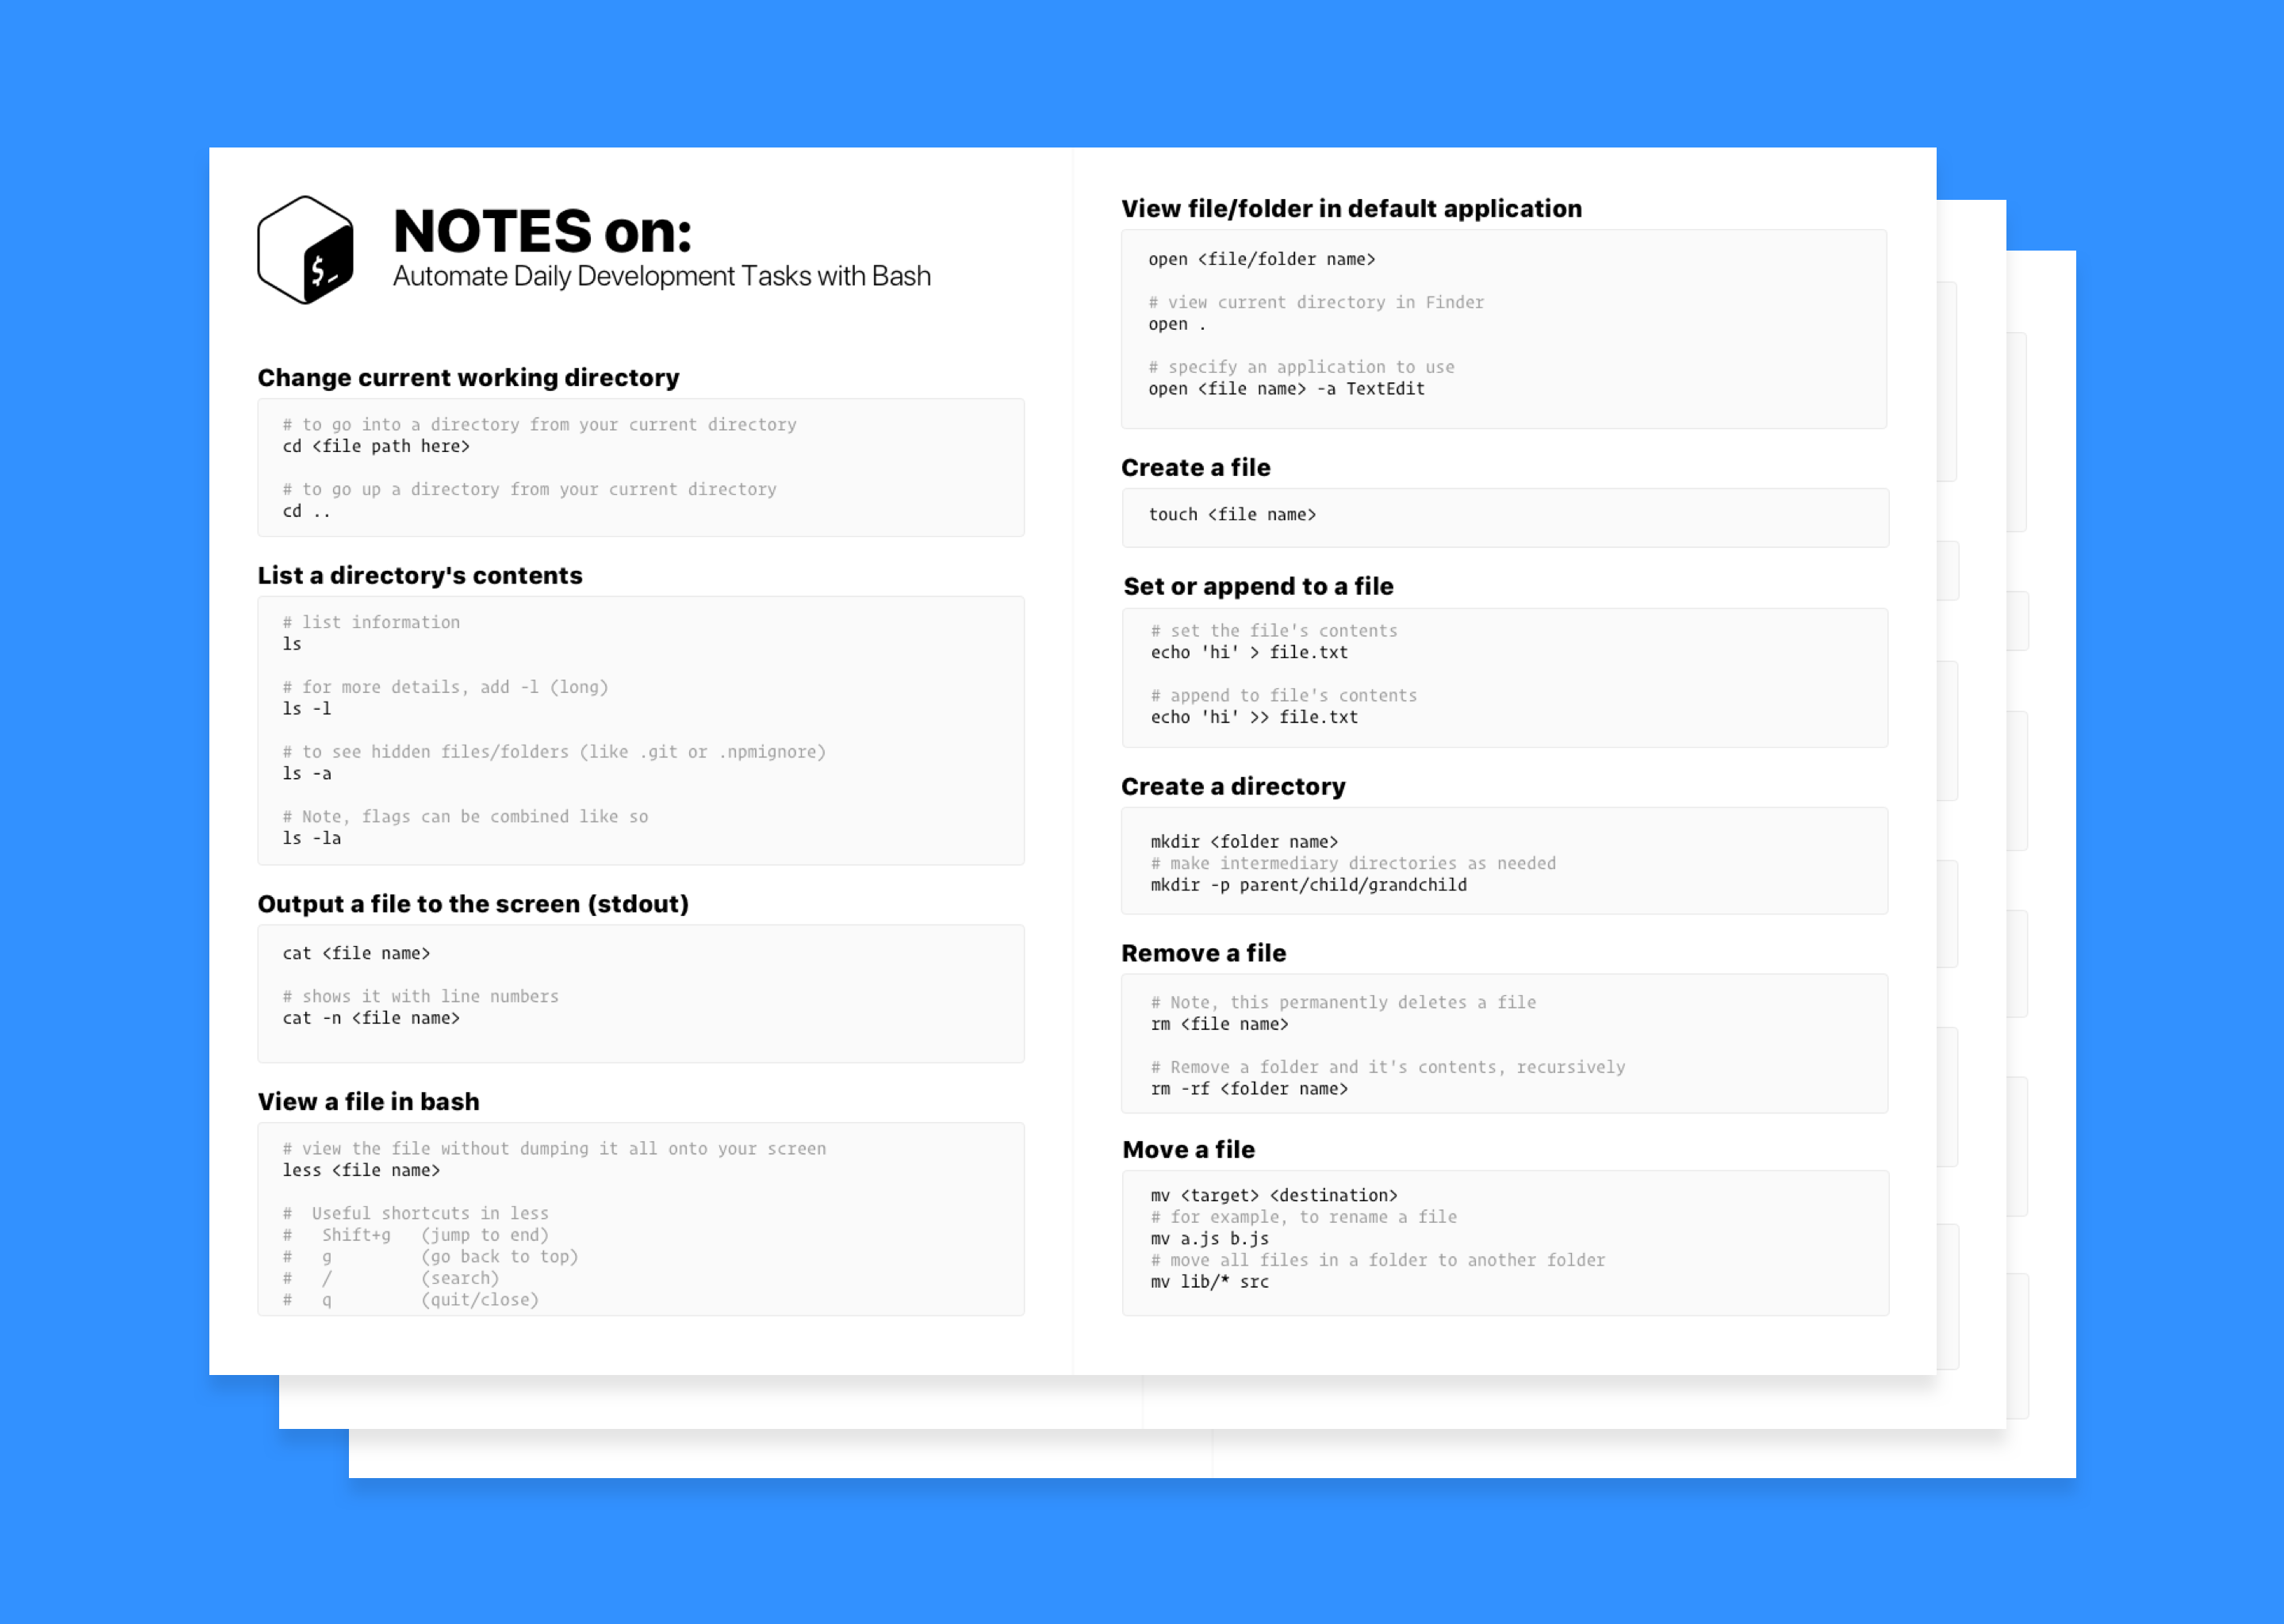 $_
NOTES on:
Automate Daily Development Tasks with Bash
Change current working directory
# to go into a directory from your current directory
cd <file path here>
# to go up a directory from your current directory
cd ..
List a directory's contents
# list information
ls
# for more details, add -l (long)
ls -l
# to see hidden files/folders (like .git or .npmignore)
ls -a
# Note, flags can be combined like so
ls -la
Output a file to the screen (stdout)
cat <file name>
# shows it with line numbers
cat -n <file name>
View a file in bash
# view the file without dumping it all onto your screen
less <file name>
#  Useful shortcuts in less
#   Shift+g   (jump to end)
#   g         (go back to top)
#   /         (search)
#   q         (quit/close)
View file/folder in default application
open <file/folder name>
# view current directory in Finder
open .
# specify an application to use
open <file name> -a TextEdit
Create a file
touch <file name>
Set or append to a file
# set the file's contents
echo 'hi' > file.txt
# append to file's contents
echo 'hi' >> file.txt
Create a directory
mkdir <folder name>
# make intermediary directories as needed
mkdir -p parent/child/grandchild
Remove a file
# Note, this permanently deletes a file
rm <file name>
# Remove a folder and it's contents, recursively
rm -rf <folder name>
Move a file
mv <target> <destination>
# for example, to rename a file
mv a.js b.js
# move all files in a folder to another folder
mv lib/* src